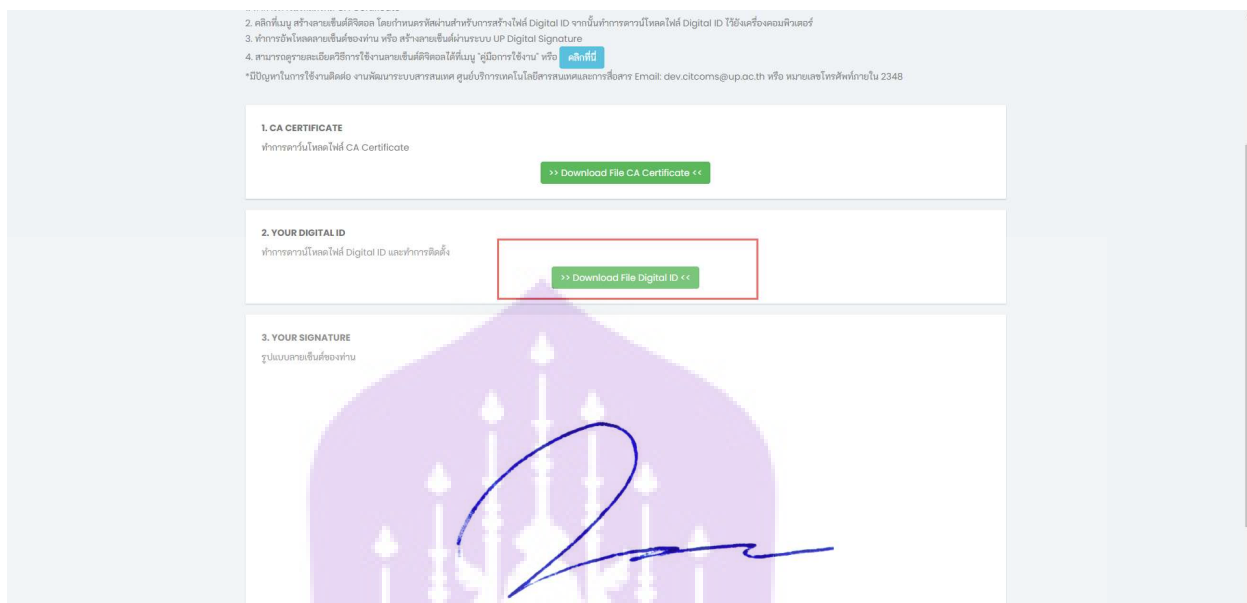 2. คลิกที่เมนู สร้างลายเซ็นต์ดิจิตอล โดยกำหนดรหัสผ่านสำหรับการสร้างไฟล์ Digital ID จากนั้นทำการดาวน์โหลดไฟล์ Digital ID ไว้ยังเครื่องคอมพิวเตอร์
3. ทำการอัพโหลดลายเซ็นต์ของท่าน หรือ สร้างลายเซ็นต์ผ่านระบบ UP Digital Signature
4. สามารถดูรายละเอียดวิธีการใช้งานลายเซ็นต์ดิจิตอลได้ที่เมนู "คู่มือการใช้งาน" หรือ คลิกที่นี่
*มีปัญหาในการใช้งานติดต่อ งานพัฒนาระบบสารสนเทศ ศูนย์บริการเทคโนโลยีสารสนเทศและการสื่อสาร Email: dev.citcoms@up.ac.th หรือ หมายเลขโทรศัพท์ภายใน 2348
1. CA CERTIFICATE
ทำการดาว์นโหลดไฟล์ CA Certificate
>> Download File CA Certificate <<
2. YOUR DIGITAL ID
ทำการดาวน์โหลดไฟล์ Digital ID และทำการติดตั้ง
>> Download File Digital ID <<
3. YOUR SIGNATURE
รูปแบบลายเซ็นต์ของท่าน